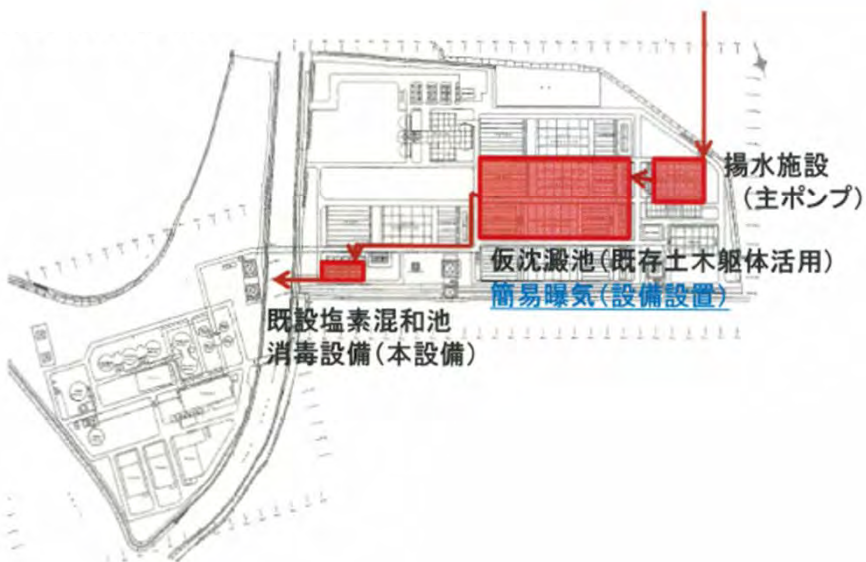 揚水施設
(主ポンプ)
仮沈澱池(既存土木躯体活用)
簡易曝気(設備設置)
既設塩素混和池
消毒設備(本設備)